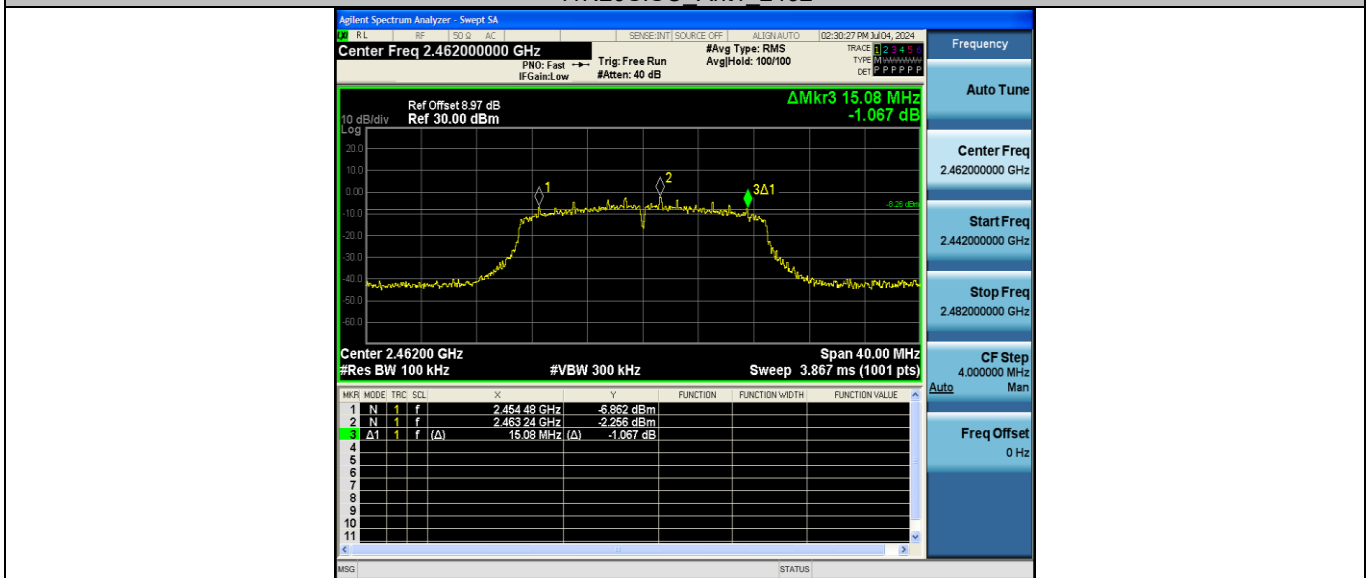 Agilent Spectrum Analyzer - Swept SA
RL RF 50 Ω AC SENSE:INT SOURCE OFF ALIGN AUTO 02:30:27 PM Jul 04, 2024
Center Freq 2.462000000 GHz
PNO: Fast
IFGain:Low
Trig: Free Run
#Atten: 40 dB
#Avg Type: RMS
Avg|Hold: 100/100
TRACE 1 2 3 4 5 6
TYPE M
DET P P P P P P
ΔMkr3 15.08 MHz
-1.067 dB
Ref Offset 8.97 dB
10 dB/div Ref 30.00 dBm
Log
20.0
10.0
0.00
-10.0
-20.0
-30.0
-40.0
-50.0
-60.0
1
2
3Δ1
-8.26 dBm
Center 2.46200 GHz Span 40.00 MHz
#Res BW 100 kHz #VBW 300 kHz Sweep 3.867 ms (1001 pts)
MKR MODE TRC SCL X Y FUNCTION FUNCTION WIDTH FUNCTION VALUE
1 N 1 f 2.454 48 GHz -6.862 dBm
2 N 1 f 2.463 24 GHz -2.256 dBm
3 Δ1 1 f (Δ) 15.08 MHz (Δ) -1.067 dB
4
5
6
7
8
9
10
11
MSG STATUS
Frequency
Auto Tune
Center Freq
2.462000000 GHz
Start Freq
2.442000000 GHz
Stop Freq
2.482000000 GHz
CF Step
4.000000 MHz
Auto Man
Freq Offset
0 Hz